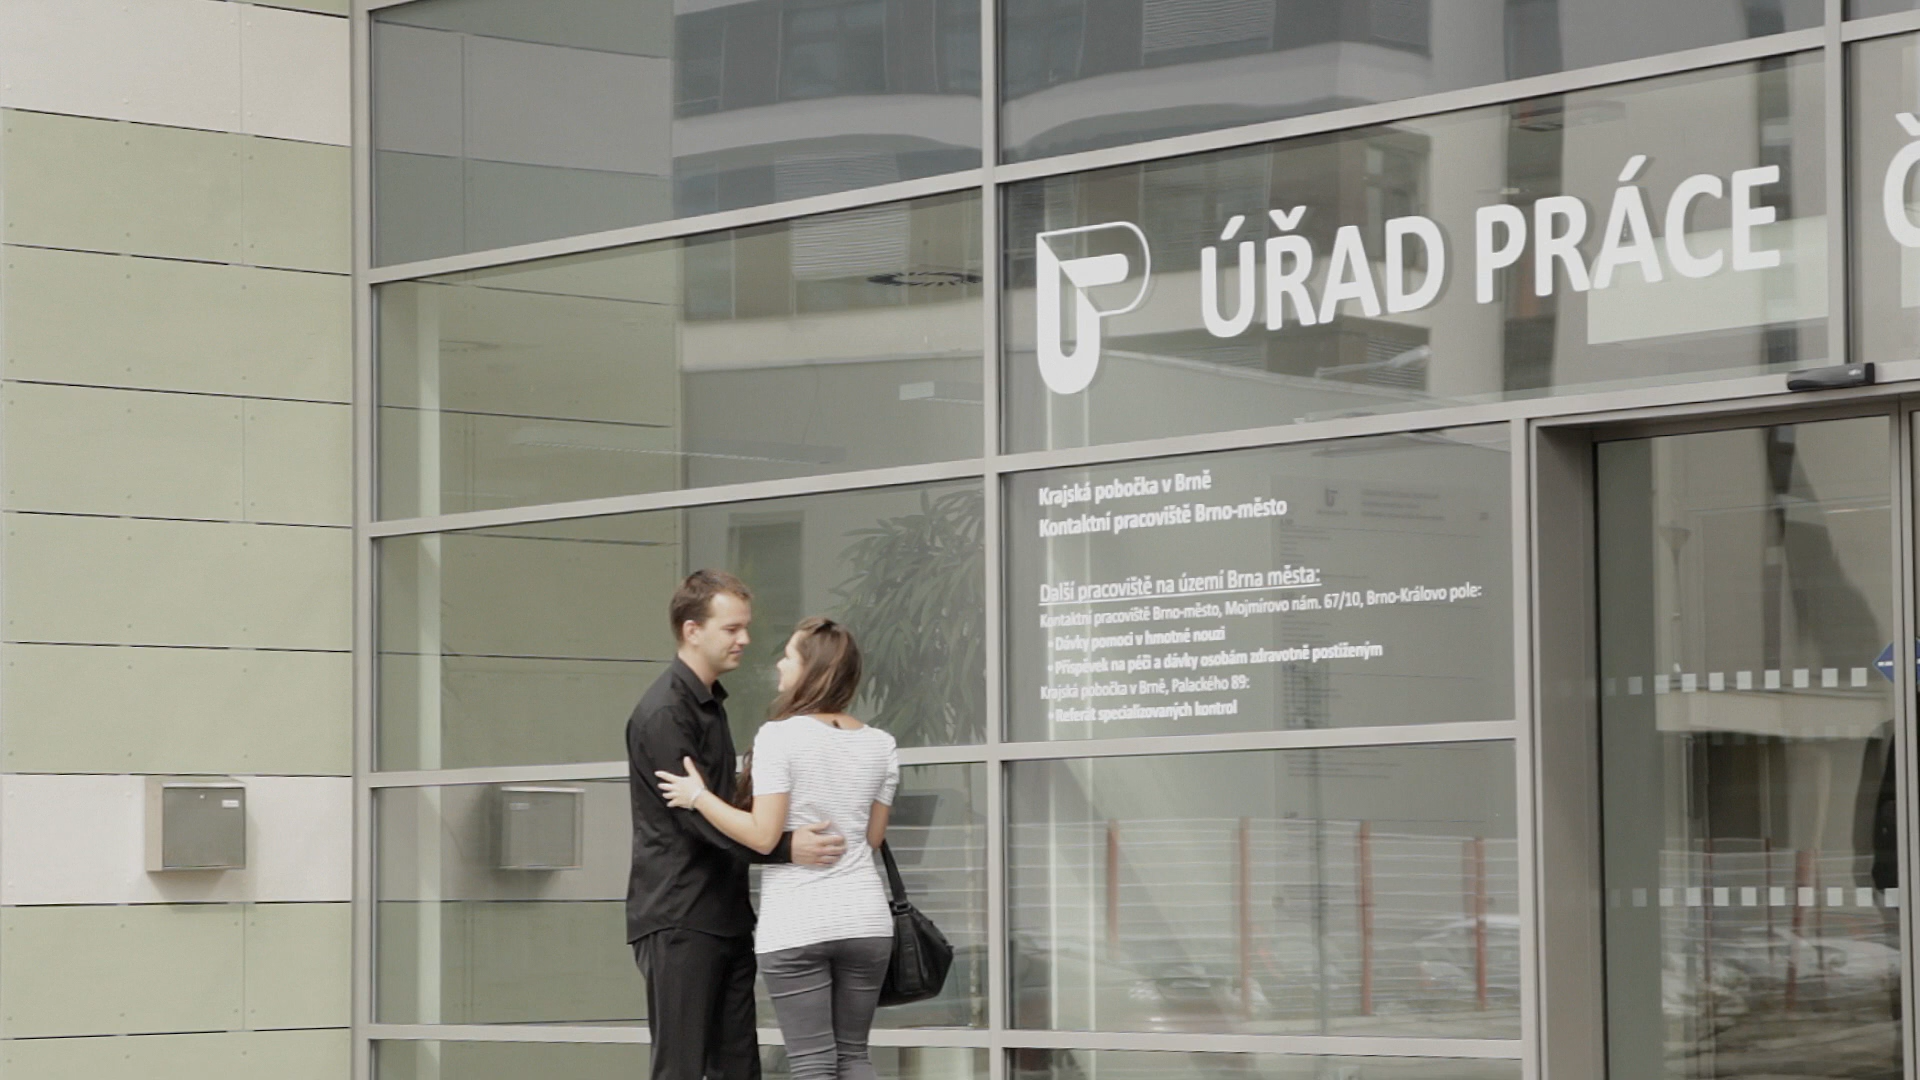 ÚŘAD PRÁCE Č
Krajská pobočka v Brně
Kontaktní pracoviště Brno-město
Další pracoviště na území Brna města:
Kontaktní pracoviště Brno-město, Mojmírovo nám. 67/10, Brno-Královo pole:
• Dávky pomoci v hmotné nouzi
• Příspěvek na péči a dávky osobám zdravotně postiženým
Krajská pobočka v Brně, Palackého 89:
• Referát specializovaných kontrol